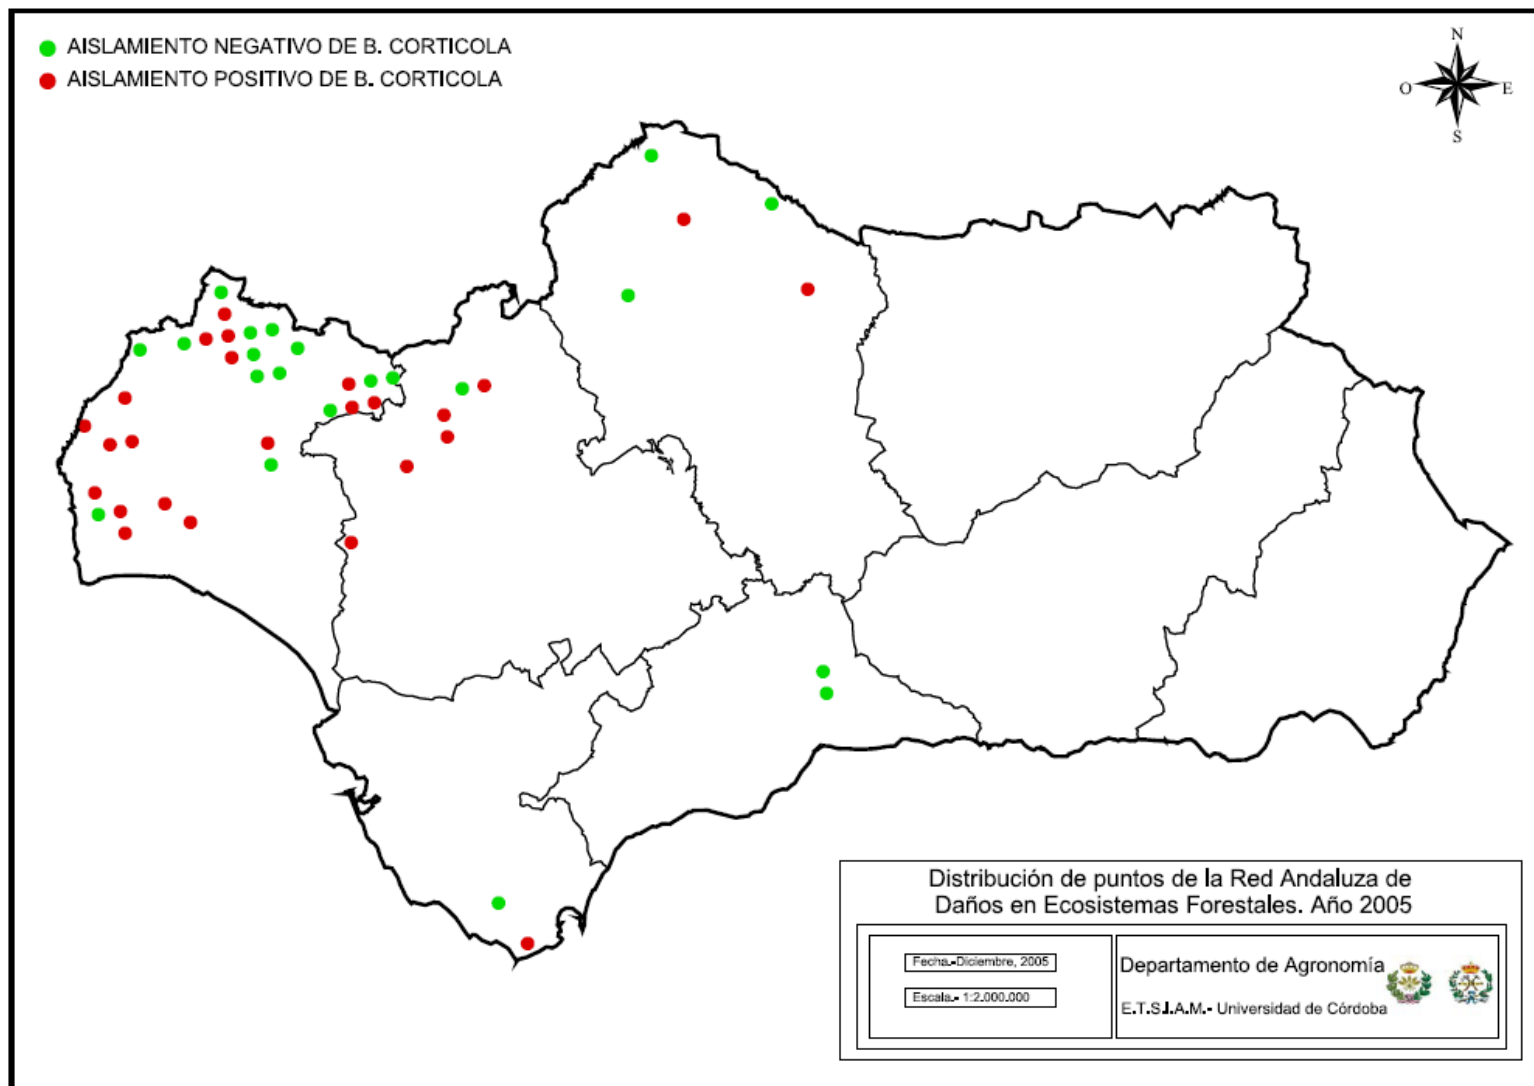 AISLAMIENTO NEGATIVO DE B. CORTICOLA
AISLAMIENTO POSITIVO DE B. CORTICOLA
N
O
E
S
Distribución de puntos de la Red Andaluza de
Daños en Ecosistemas Forestales. Año 2005
Fecha.-Diciembre, 2005
Escala.- 1:2.000.000
Departamento de Agronomía
E.T.S.I.A.M.- Universidad de Córdoba